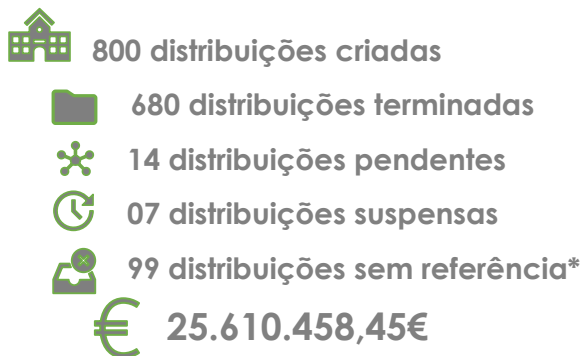 800 distribuições criadas
680 distribuições terminadas
14 distribuições pendentes
07 distribuições suspensas
99 distribuições sem referência*
€ 25.610.458,45€